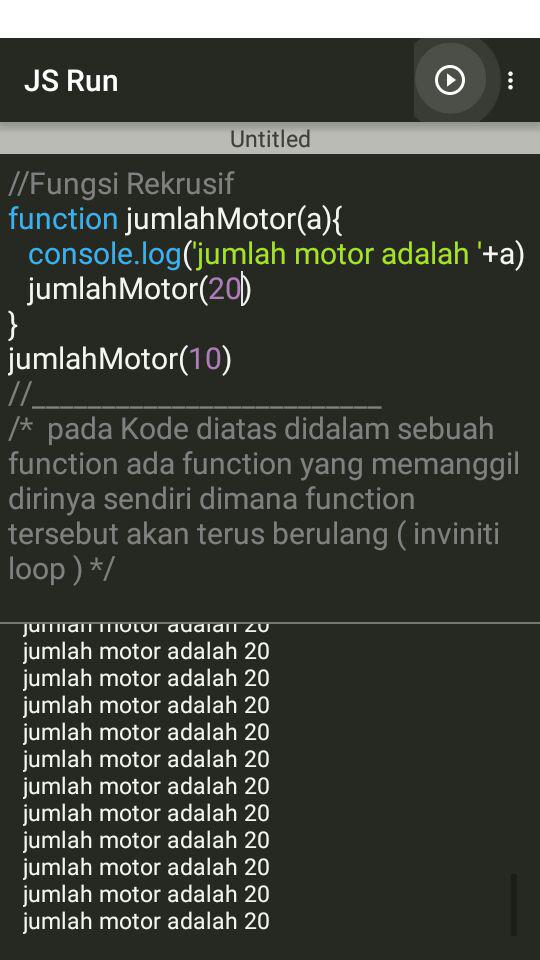 JS Run
Untitled
//Fungsi Rekrusif
function jumlahMotor(a){
console.log('jumlah motor adalah '+a)
jumlahMotor(20)
}
jumlahMotor(10)
//_________________________
/*  pada Kode diatas didalam sebuah
function ada function yang memanggil
dirinya sendiri dimana function
tersebut akan terus berulang ( inviniti
loop ) */
jumlah motor adalah 20
jumlah motor adalah 20
jumlah motor adalah 20
jumlah motor adalah 20
jumlah motor adalah 20
jumlah motor adalah 20
jumlah motor adalah 20
jumlah motor adalah 20
jumlah motor adalah 20
jumlah motor adalah 20
jumlah motor adalah 20
jumlah motor adalah 20